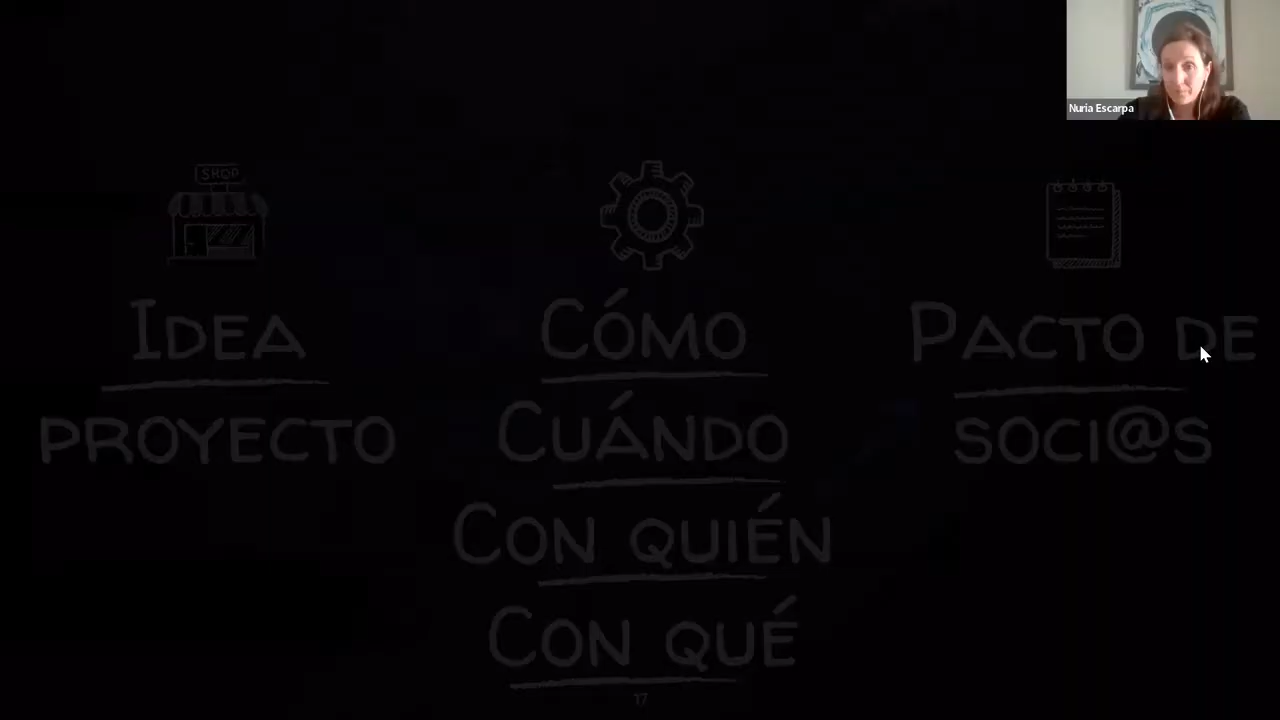 Nuria Escarpa
SHOP
IDEA
PROYECTO
CÓMO
CUÁNDO
CON QUIÉN
CON QUÉ
PACTO DE
SOCI@S
17